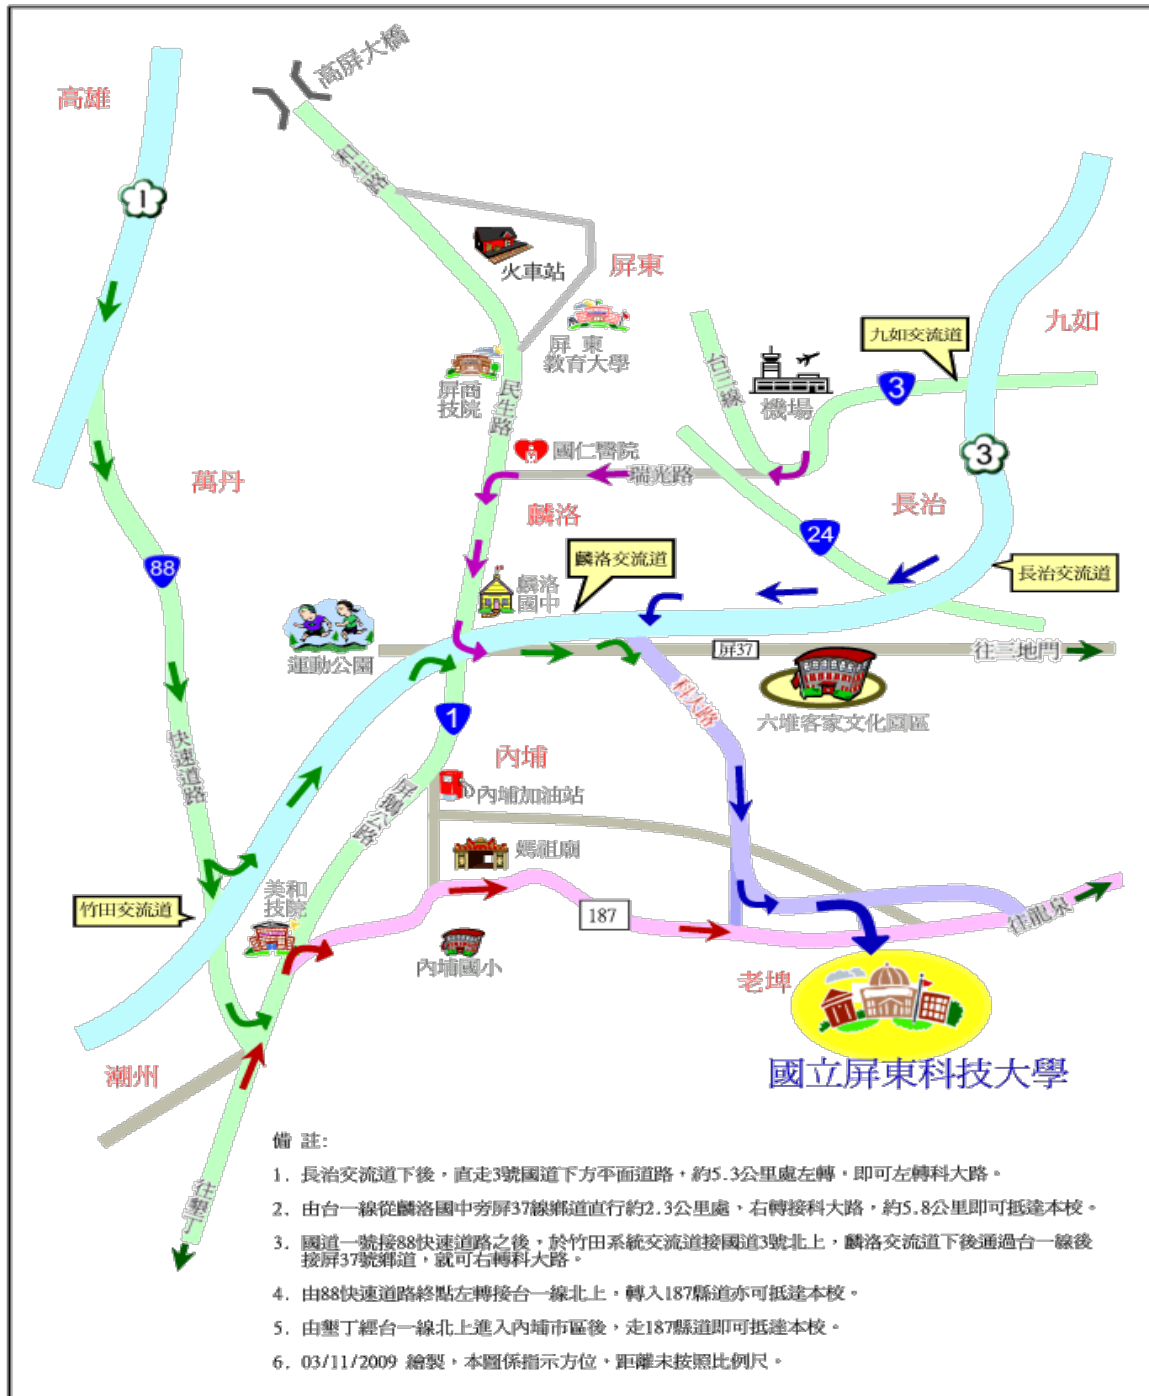 高屏大橋
高雄
1
和生路
火車站
屏東
九如
九如交流道
屏 東
教育大學
台三線
3
屏商
技院
民生路
機場
國仁醫院
3
瑞光路
萬丹
長治
麟洛
24
麟洛交流道
長治交流道
88
麟洛
國中
運動公園
屏37
往三地門
科大路
六堆客家文化園區
1
快速道路
內埔
內埔加油站
屏鵝公路
媽祖廟
美和
技院
竹田交流道
187
往龍泉
內埔國小
老埤
國立屏東科技大學
潮州
往墾丁
備 註:
1. 長治交流道下後，直走3號國道下方平面道路，約5.3公里處左轉，即可左轉科大路。
2. 由台一線從麟洛國中旁屏37線鄉道直行約2.3公里處、右轉接科大路，約5.8公里即可抵達本校。
3. 國道一號接88快速道路之後，於竹田系統交流道接國道3號北上，麟洛交流道下後通過台一線後
接屏37號鄉道，就可右轉科大路。
4. 由88快速道路終點左轉接台一線北上，轉入187縣道亦可抵達本校。
5. 由墾丁經台一線北上進入內埔市區後，走187縣道即可抵達本校。
6. 03/11/2009 繪製，本圖係指示方位，距離未按照比例尺。